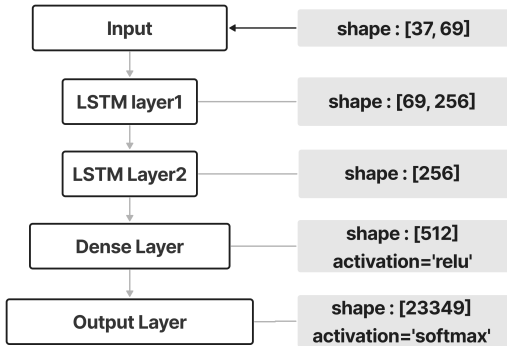 Input
shape : [37, 69]
LSTM layer1
shape : [69, 256]
LSTM Layer2
shape : [256]
Dense Layer
shape : [512]
activation='relu'
Output Layer
shape : [23349]
activation='softmax'